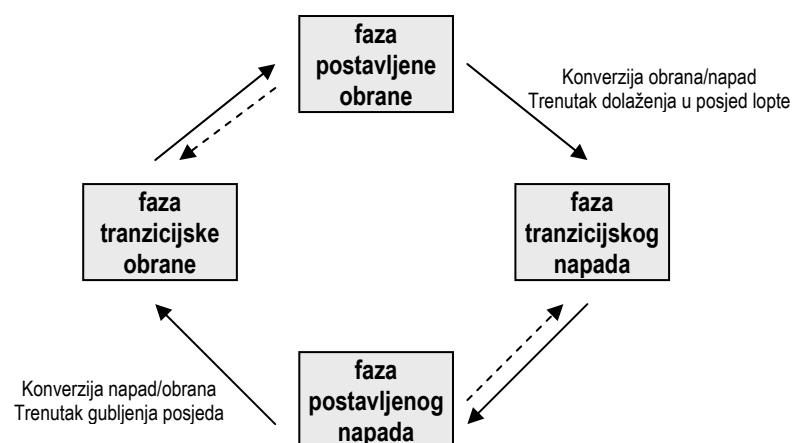 faza
postavljene
obrane
Konverzija obrana/napad
Trenutak dolaženja u posjed lopte
faza
tranzicijske
obrane
faza
tranzicijskog
napada
Konverzija napad/obrana
Trenutak gubljenja posjeda
faza
postavljenog
napada